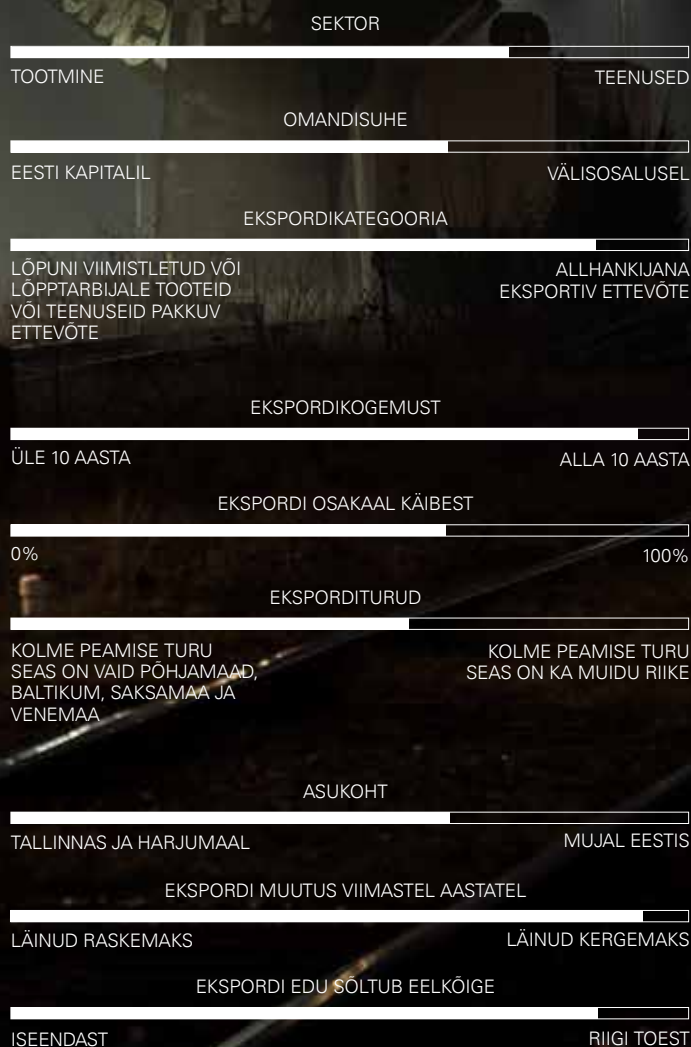 SEKTOR
TOOTMINE
TEENUSED
OMANDISUHE
EESTI KAPITALIL
VÄLISOSALUSEL
EKSPORDIKATEGOORIA
LÕPUNI VIIMISTLETUD VÕI
LÕPPTARBIJALE TOOTEID
VÕI TEENUSEID PAKKUV
ETTEVÕTE
ALLHANKIJANA
EKSPORTIV ETTEVÕTE
EKSPORDIKOGEMUST
ÜLE 10 AASTA
ALLA 10 AASTA
EKSPORDI OSAKAAL KÄIBEST
0%
100%
EKSPORDITURUD
KOLME PEAMISE TURU
SEAS ON VAID PÕHJAMAAD,
BALTIKUM, SAKSAMAA JA
VENEMAA
KOLME PEAMISE TURU
SEAS ON KA MUIDU RIIKE
ASUKOHT
TALLINNAS JA HARJUMAAL
MUJAL EESTIS
EKSPORDI MUUTUS VIIMASTEL AASTATEL
LÄINUD RASKEMAKS
LÄINUD KERGEMAKS
EKSPORDI EDU SÕLTUB EELKÕIGE
ISEENDAST
RIIGI TOEST